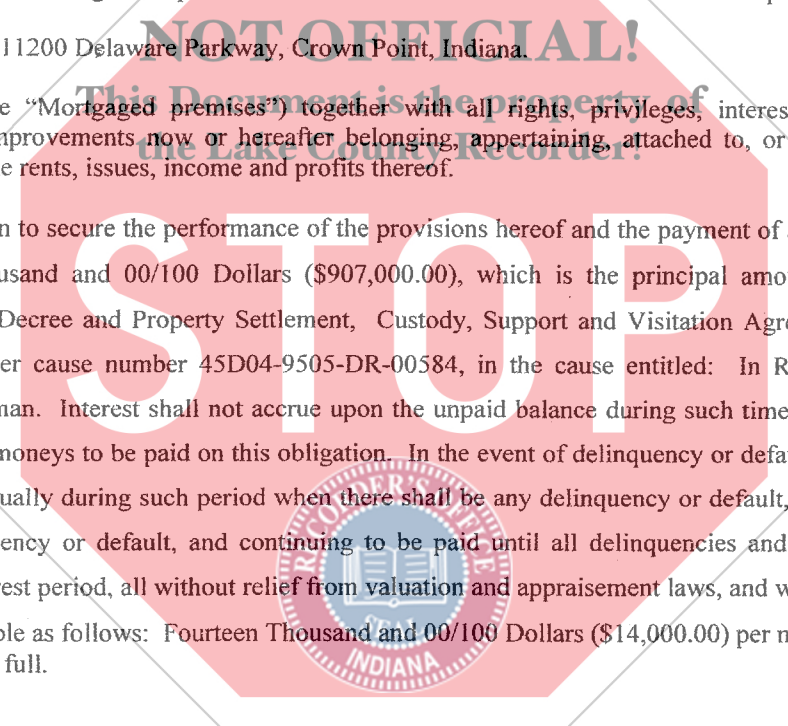 NOT OFFICIAL!
11200 Delaware Parkway, Crown Point, Indiana.
This Document is the property of
e “Mortgaged premises”) together with all rights, privileges, interes
the Lake County Recorder!
mprovements now or hereafter belonging, appertaining, attached to, or
e rents, issues, income and profits thereof.
STOP
n to secure the performance of the provisions hereof and the payment of
usand and 00/100 Dollars ($907,000.00), which is the principal amo
Decree and Property Settlement, Custody, Support and Visitation Agre
er cause number 45D04-9505-DR-00584, in the cause entitled: In R
man. Interest shall not accrue upon the unpaid balance during such time
moneys to be paid on this obligation. In the event of delinquency or defa
ually during such period when there shall be any delinquency or default,
ency or default, and continuing to be paid until all delinquencies and
rest period, all without relief from valuation and appraisement laws, and w
ble as follows: Fourteen Thousand and 00/100 Dollars ($14,000.00) per n
full.
RECORDER'S OFFICE
SEAL
INDIANA